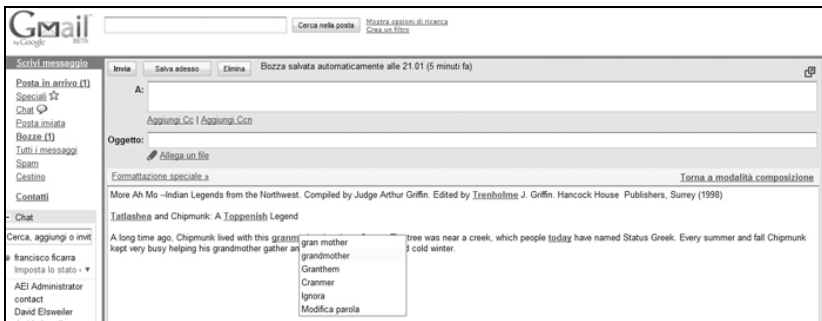 Gmail
by Google BETA
Cerca nella posta
Mostra opzioni di ricerca
Crea un filtro
Scrivi messaggio
Posta in arrivo (1)
Speciali
Chat
Posta inviata
Bozze (1)
Tutti i messaggi
Spam
Cestino
Contatti
Chat
Cerca, aggiungi o invit
francisco ficarra
Imposta lo stato
AEI Administrator
contact
David Elsweiler
Invia Salva adesso Elimina Bozza salvata automaticamente alle 21.01 (5 minuti fa)
A:
Aggiungi Cc | Aggiungi Ccn
Oggetto:
Allega un file
Formattazione speciale » Torna a modalità composizione
More Ah Mo --Indian Legends from the Northwest. Compiled by Judge Arthur Griffin. Edited by Trenholme J. Griffin. Hancock House Publishers, Surrey (1998)
Tatlashea and Chipmunk: A Toppenish Legend
A long time ago, Chipmunk lived with this granm tree was near a creek, which people today have named Status Greek. Every summer and fall Chipmunk
kept very busy helping his grandmother gather an cold winter.
gran mother
grandmother
Granthem
Cranmer
Ignora
Modifica parola